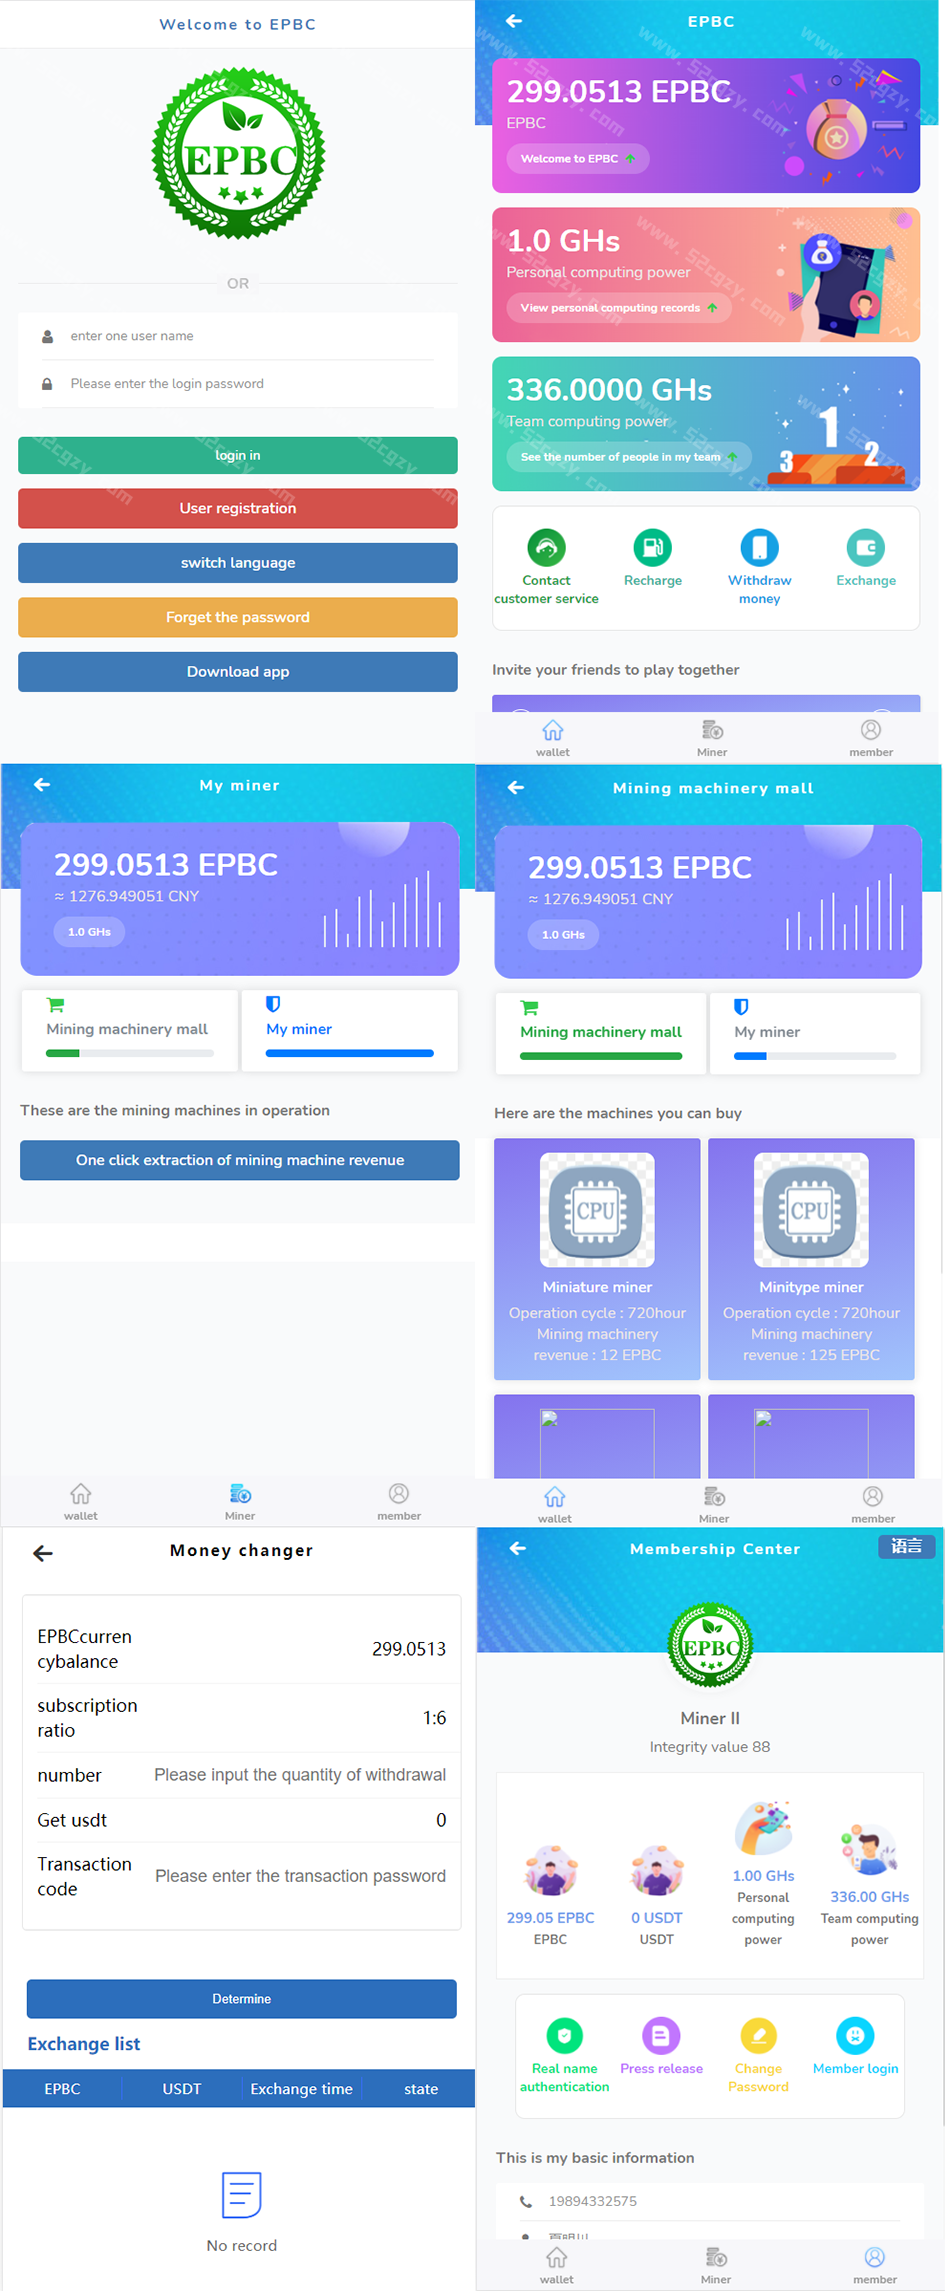 Welcome to EPBC
EPBC
OR
enter one user name
Please enter the login password
login in
User registration
switch language
Forget the password
Download app
EPBC
299.0513 EPBC
EPBC
Welcome to EPBC
1.0 GHs
Personal computing power
View personal computing records
336.0000 GHs
Team computing power
See the number of people in my team
1
2
3
Contact
customer service
Recharge
Withdraw
money
Exchange
Invite your friends to play together
wallet
Miner
member
www.52cgzy.com
My miner
299.0513 EPBC
≈ 1276.949051 CNY
1.0 GHs
Mining machinery mall
My miner
These are the mining machines in operation
One click extraction of mining machine revenue
wallet
Miner
member
Mining machinery mall
299.0513 EPBC
≈ 1276.949051 CNY
1.0 GHs
Mining machinery mall
My miner
Here are the machines you can buy
CPU
Miniature miner
Operation cycle : 720hour
Mining machinery
revenue : 12 EPBC
CPU
Minitype miner
Operation cycle : 720hour
Mining machinery
revenue : 125 EPBC
wallet
Miner
member
Money changer
EPBCcurren
cybalance
299.0513
subscription
ratio
1:6
number
Please input the quantity of withdrawal
Get usdt
0
Transaction
code
Please enter the transaction password
Determine
Exchange list
EPBC
USDT
Exchange time
state
No record
Membership Center
语言
EPBC
Miner II
Integrity value 88
299.05 EPBC
EPBC
0 USDT
USDT
1.00 GHs
Personal
computing
power
336.00 GHs
Team computing
power
Real name
authentication
Press release
Change
Password
Member login
This is my basic information
19894332575
wallet
Miner
member